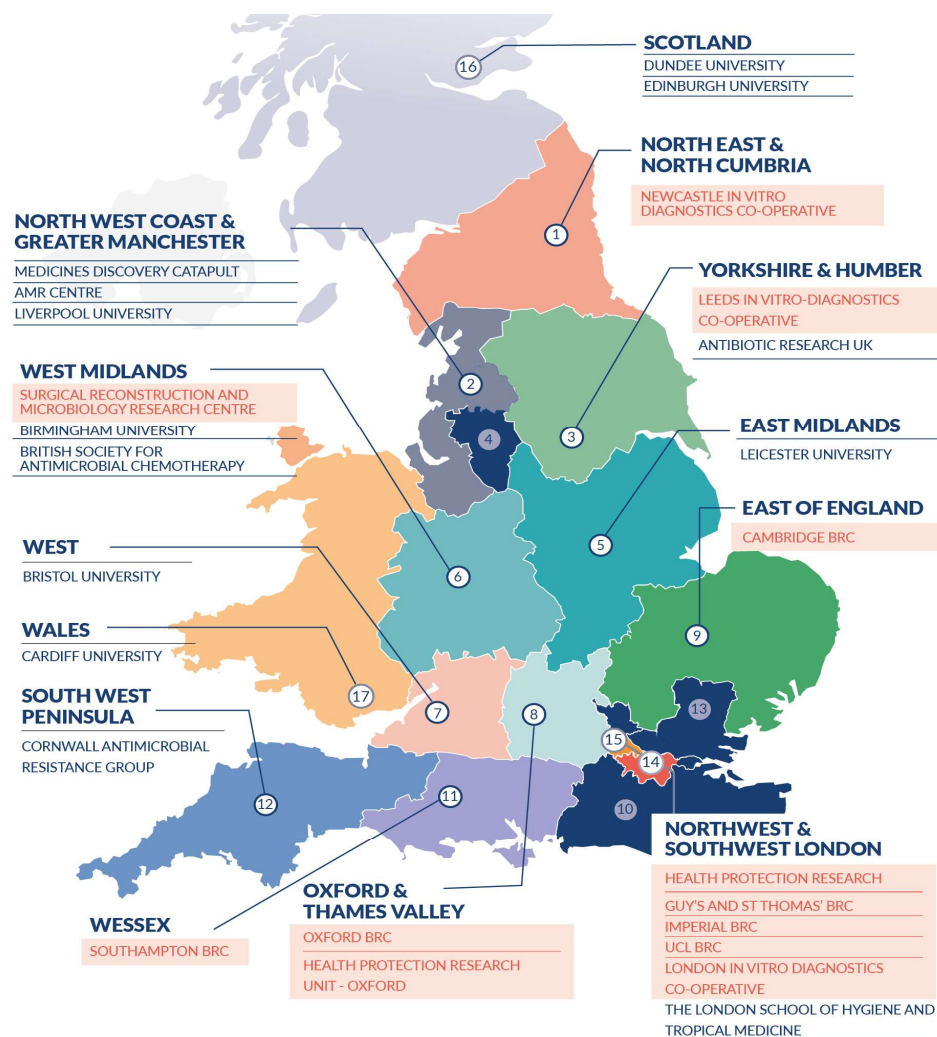 SCOTLAND
DUNDEE UNIVERSITY
EDINBURGH UNIVERSITY
16
NORTH EAST &
NORTH CUMBRIA
NEWCASTLE IN VITRO
DIAGNOSTICS CO-OPERATIVE
1
NORTH WEST COAST &
GREATER MANCHESTER
MEDICINES DISCOVERY CATAPULT
AMR CENTRE
LIVERPOOL UNIVERSITY
2
YORKSHIRE & HUMBER
LEEDS IN VITRO-DIAGNOSTICS
CO-OPERATIVE
ANTIBIOTIC RESEARCH UK
3
4
WEST MIDLANDS
SURGICAL RECONSTRUCTION AND
MICROBIOLOGY RESEARCH CENTRE
BIRMINGHAM UNIVERSITY
BRITISH SOCIETY FOR
ANTIMICROBIAL CHEMOTHERAPY
6
EAST MIDLANDS
LEICESTER UNIVERSITY
5
EAST OF ENGLAND
CAMBRIDGE BRC
9
WEST
BRISTOL UNIVERSITY
7
WALES
CARDIFF UNIVERSITY
17
SOUTH WEST
PENINSULA
CORNWALL ANTIMICROBIAL
RESISTANCE GROUP
12
8
13
15
14
10
11
WESSEX
SOUTHAMPTON BRC
OXFORD &
THAMES VALLEY
OXFORD BRC
HEALTH PROTECTION RESEARCH
UNIT - OXFORD
NORTHWEST &
SOUTHWEST LONDON
HEALTH PROTECTION RESEARCH
GUY'S AND ST THOMAS' BRC
IMPERIAL BRC
UCL BRC
LONDON IN VITRO DIAGNOSTICS
CO-OPERATIVE
THE LONDON SCHOOL OF HYGIENE AND
TROPICAL MEDICINE